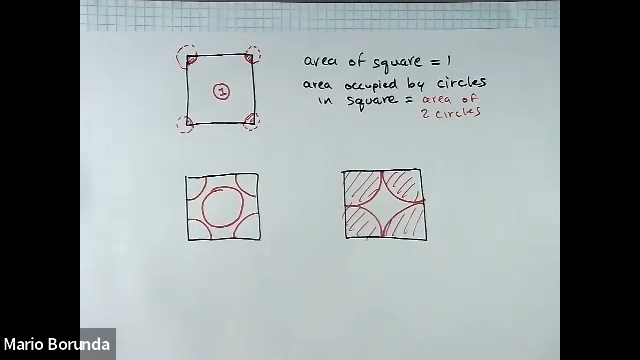 area of square = 1
area occupied by circles
in square = area of
2 circles
1
Mario Borunda